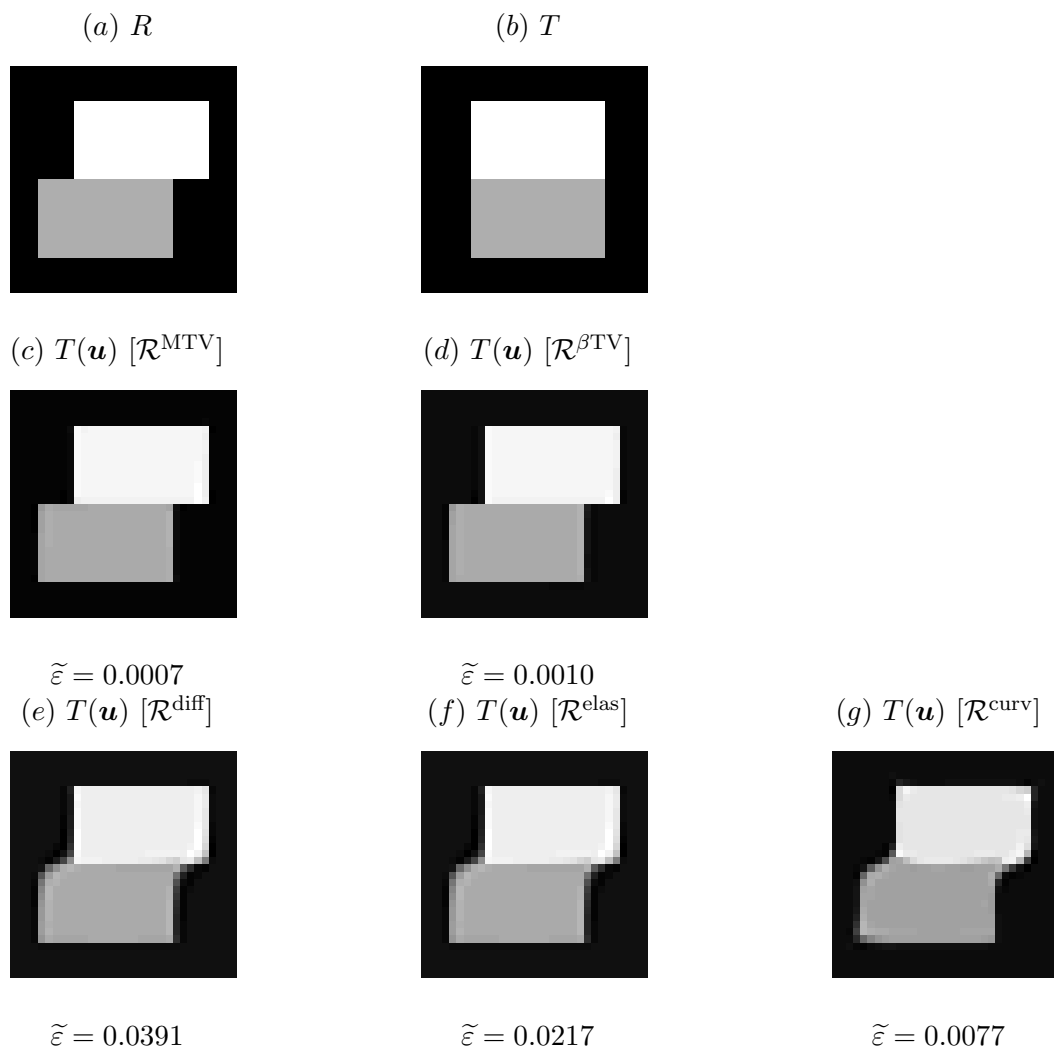 (a) R
(b) T
(c) T(u) [R^MTV]
(d) T(u) [R^βTV]
ε̃ = 0.0007
ε̃ = 0.0010
(e) T(u) [R^diff]
(f) T(u) [R^elas]
(g) T(u) [R^curv]
ε̃ = 0.0391
ε̃ = 0.0217
ε̃ = 0.0077